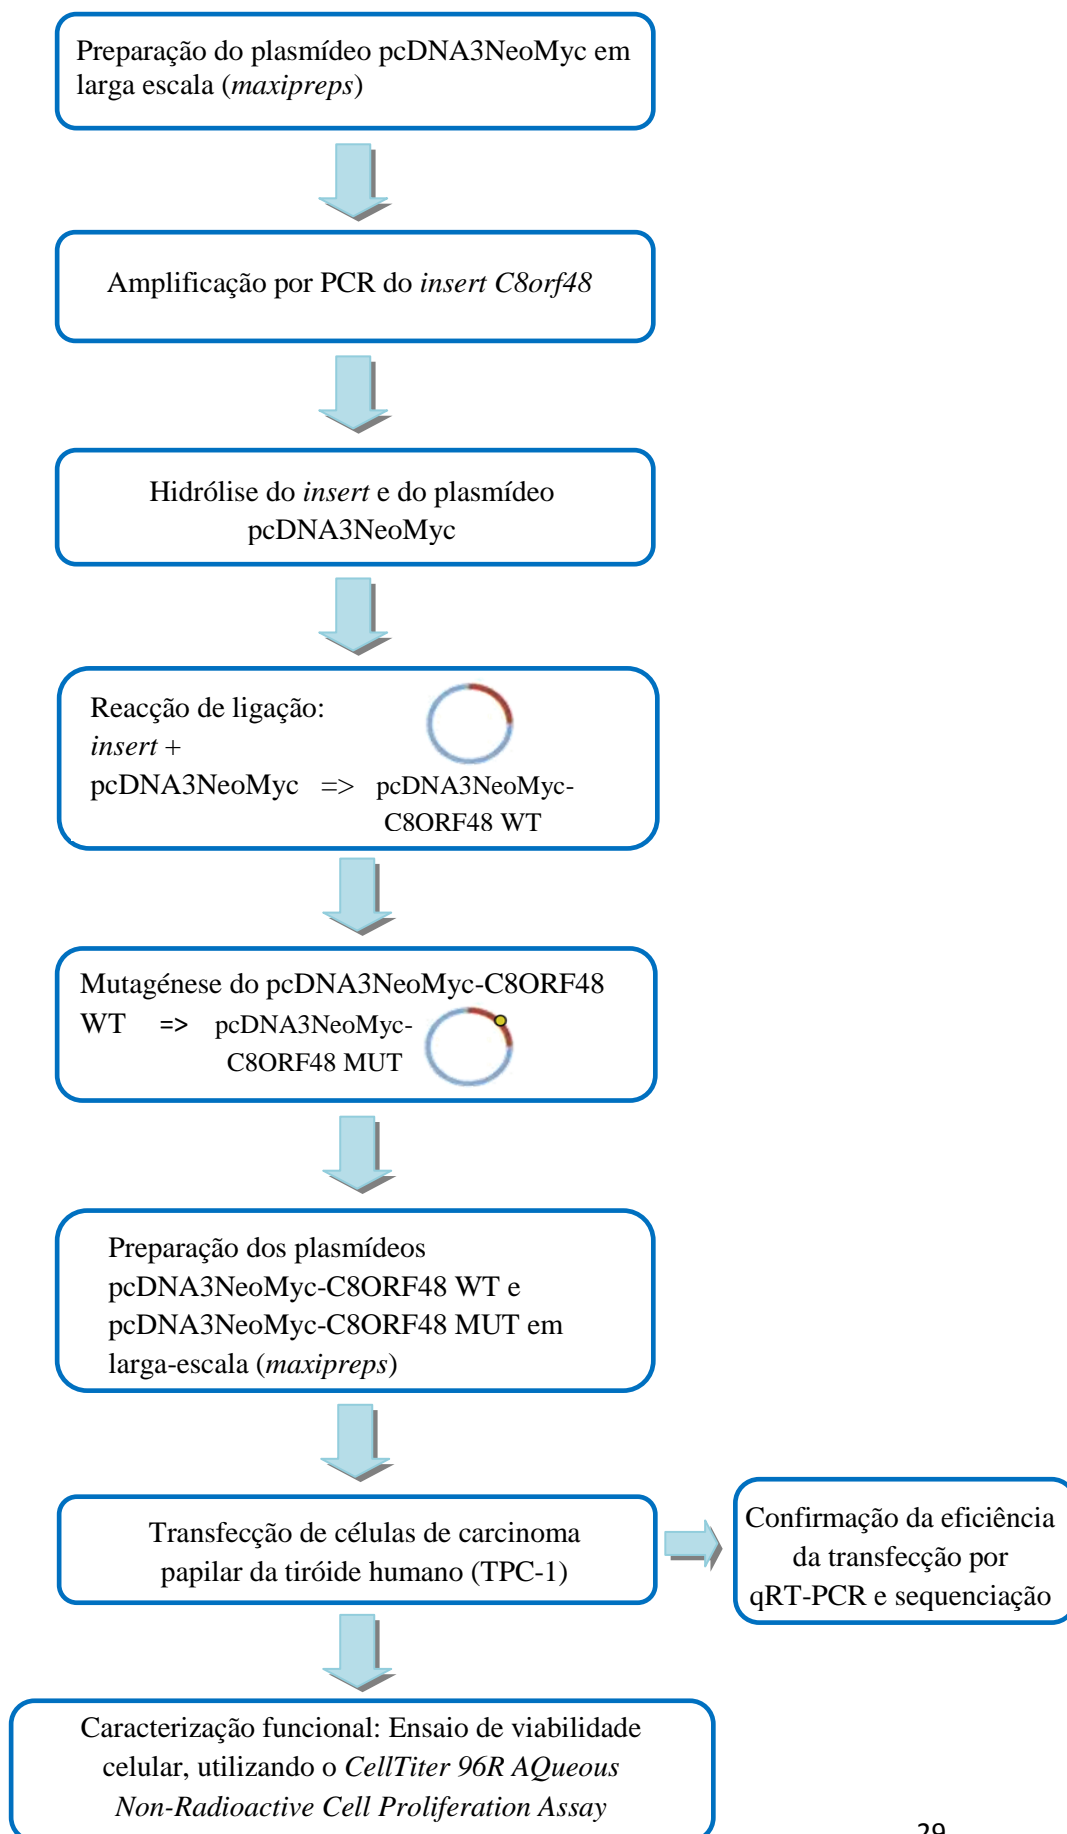 Preparação do plasmídeo pcDNA3NeoMyc em
larga escala (maxipreps)
Amplificação por PCR do insert C8orf48
Hidrólise do insert e do plasmídeo
pcDNA3NeoMyc
Reacção de ligação:
insert +
pcDNA3NeoMyc => pcDNA3NeoMyc-
C8ORF48 WT
Mutagénese do pcDNA3NeoMyc-C8ORF48
WT => pcDNA3NeoMyc-
C8ORF48 MUT
Preparação dos plasmídeos
pcDNA3NeoMyc-C8ORF48 WT e
pcDNA3NeoMyc-C8ORF48 MUT em
larga-escala (maxipreps)
Transfecção de células de carcinoma
papilar da tiróide humano (TPC-1)
Confirmação da eficiência
da transfecção por
qRT-PCR e sequenciação
Caracterização funcional: Ensaio de viabilidade
celular, utilizando o CellTiter 96R AQueous
Non-Radioactive Cell Proliferation Assay
29